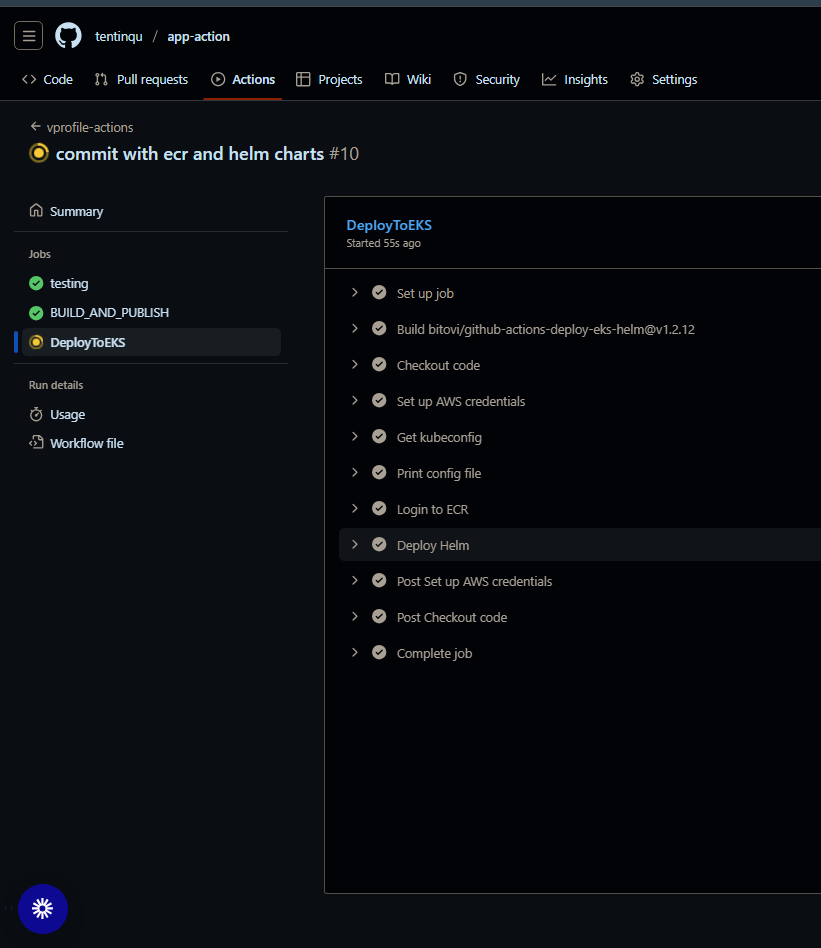 tentinqu / app-action
Code Pull requests Actions Projects Wiki Security Insights Settings
← vprofile-actions
commit with ecr and helm charts #10
Summary
Jobs
testing
BUILD_AND_PUBLISH
DeployToEKS
Run details
Usage
Workflow file
DeployToEKS
Started 55s ago
Set up job
Build bitovi/github-actions-deploy-eks-helm@v1.2.12
Checkout code
Set up AWS credentials
Get kubeconfig
Print config file
Login to ECR
Deploy Helm
Post Set up AWS credentials
Post Checkout code
Complete job